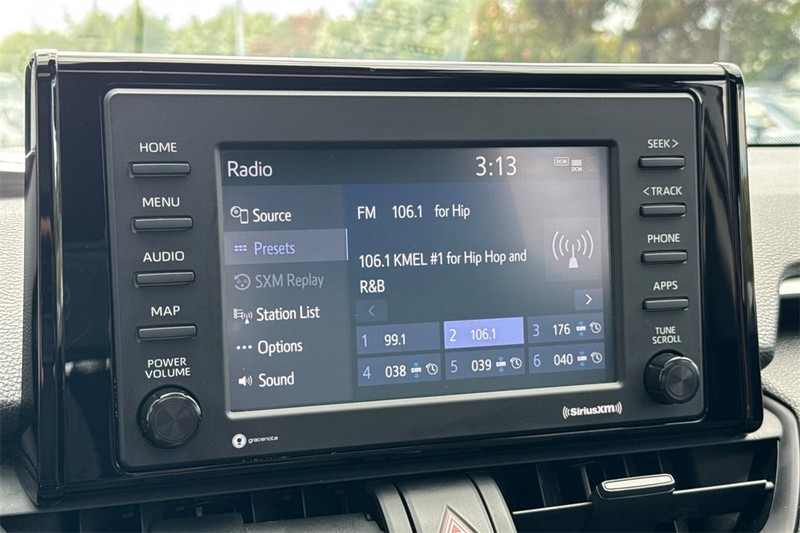 HOME
MENU
AUDIO
MAP
POWER
VOLUME
Radio
3:13
DCM
Source
Presets
SXM Replay
Station List
Options
Sound
FM 106.1 for Hip
106.1 KMEL #1 for Hip Hop and
R&B
<
>
1 99.1
2 106.1
3 176
4 038
5 039
6 040
SEEK >
< TRACK
PHONE
APPS
TUNE
SCROLL
gracenote
((SiriusXM))